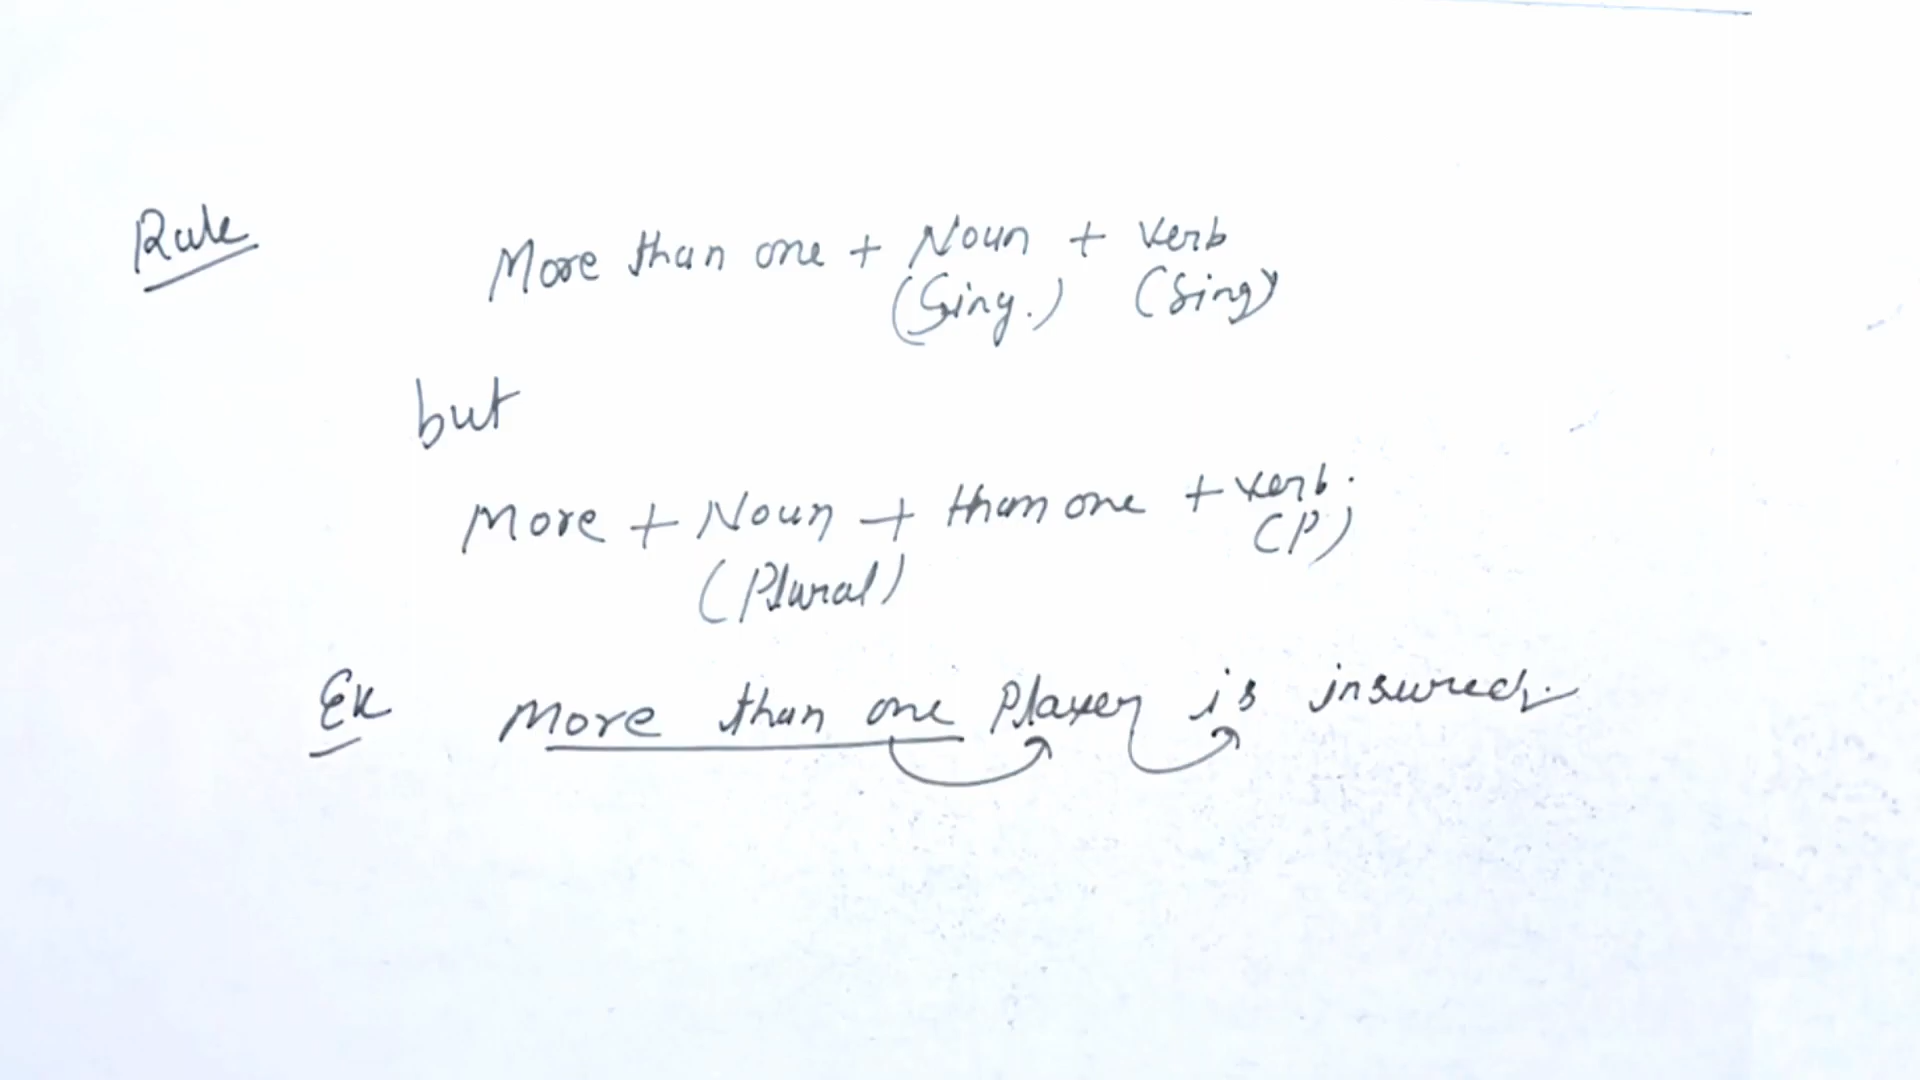 Rule
More than one + Noun + Verb
(Sing.) (Sing)
but
More + Noun + than one + verb.
(Plural) (P)
Ex More than one Player is insured.